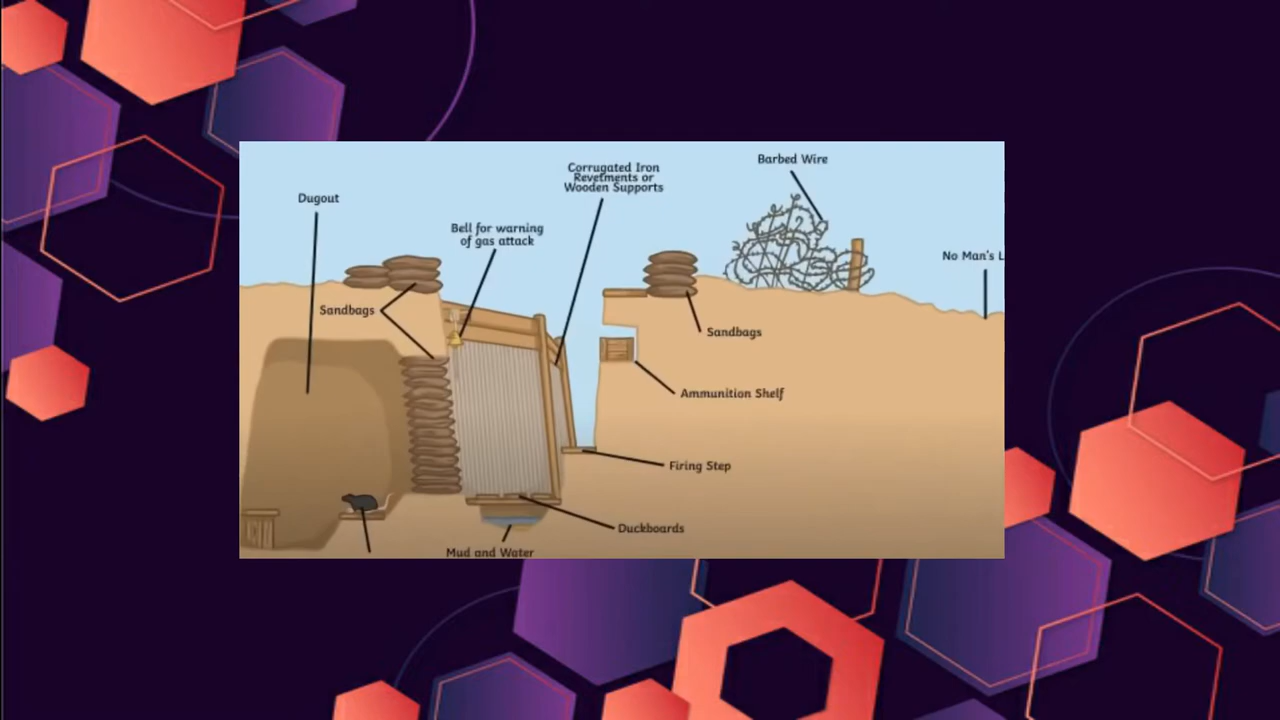 Barbed Wire
Corrugated Iron
Revetments or
Wooden Supports
Dugout
Bell for warning
of gas attack
No Man's L
Sandbags
Sandbags
Ammunition Shelf
Firing Step
Duckboards
Mud and Water